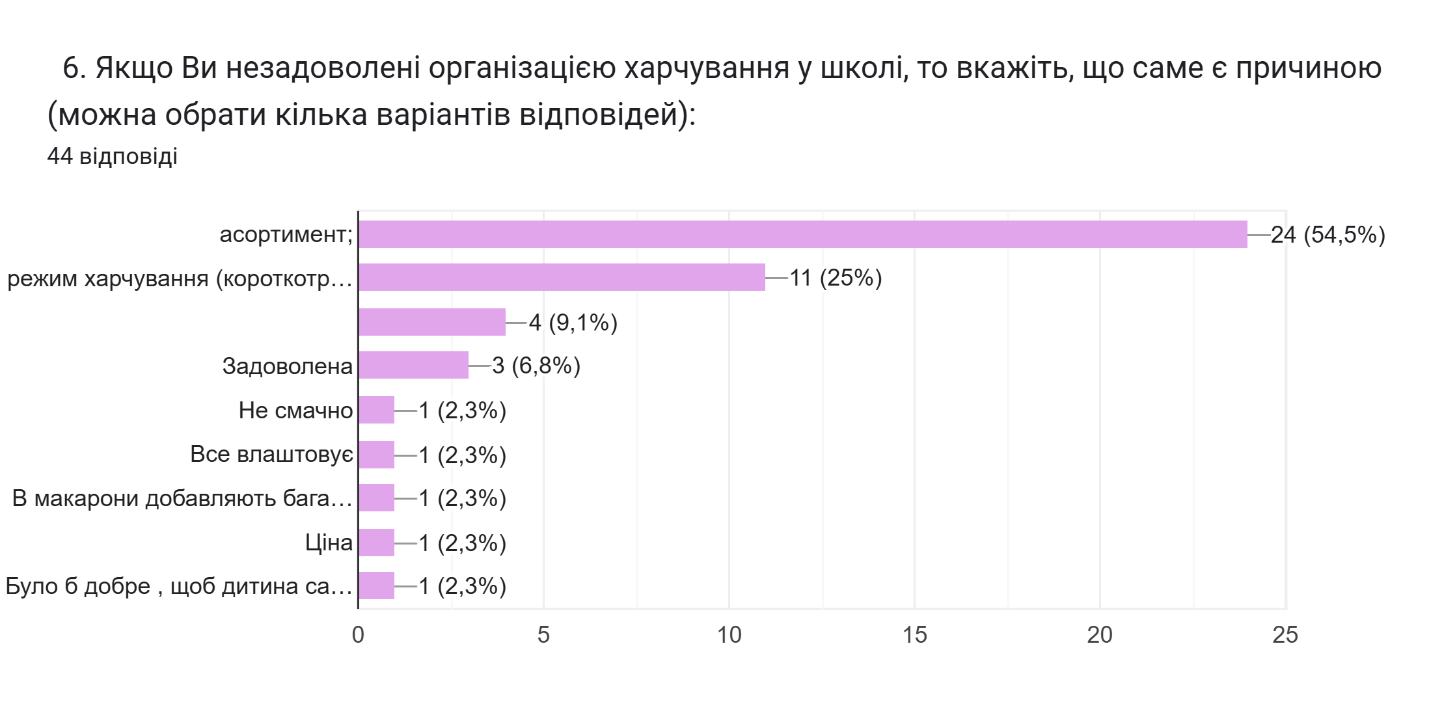 6. Якщо Ви незадоволені організацією харчування у школі, то вкажіть, що саме є причиною
(можна обрати кілька варіантів відповідей):
44 відповіді
асортимент; 24 (54,5%)
режим харчування (короткотр… 11 (25%)
4 (9,1%)
Задоволена 3 (6,8%)
Не смачно 1 (2,3%)
Все влаштовує 1 (2,3%)
В макарони добавляють бага… 1 (2,3%)
Ціна 1 (2,3%)
Було б добре , щоб дитина са… 1 (2,3%)
0 5 10 15 20 25